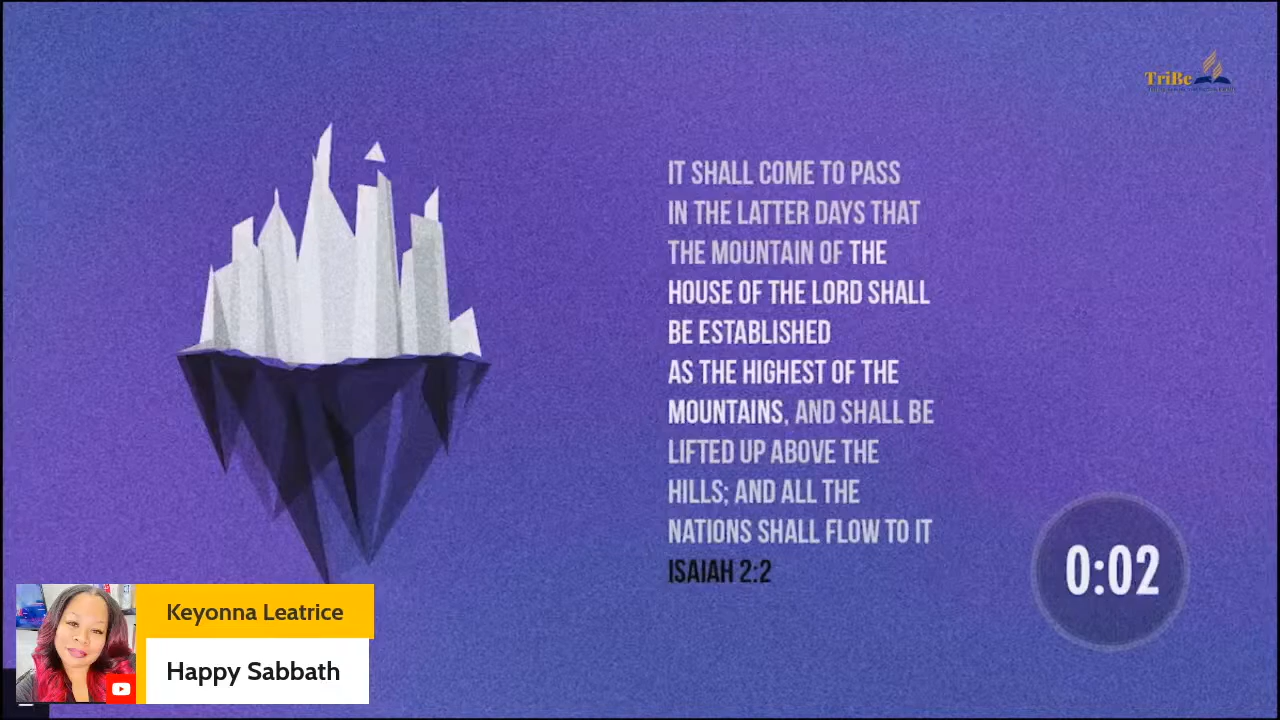 TriBe
IT SHALL COME TO PASS
IN THE LATTER DAYS THAT
THE MOUNTAIN OF THE
HOUSE OF THE LORD SHALL
BE ESTABLISHED
AS THE HIGHEST OF THE
MOUNTAINS, AND SHALL BE
LIFTED UP ABOVE THE
HILLS; AND ALL THE
NATIONS SHALL FLOW TO IT
ISAIAH 2:2
0:02
Keyonna Leatrice
Happy Sabbath